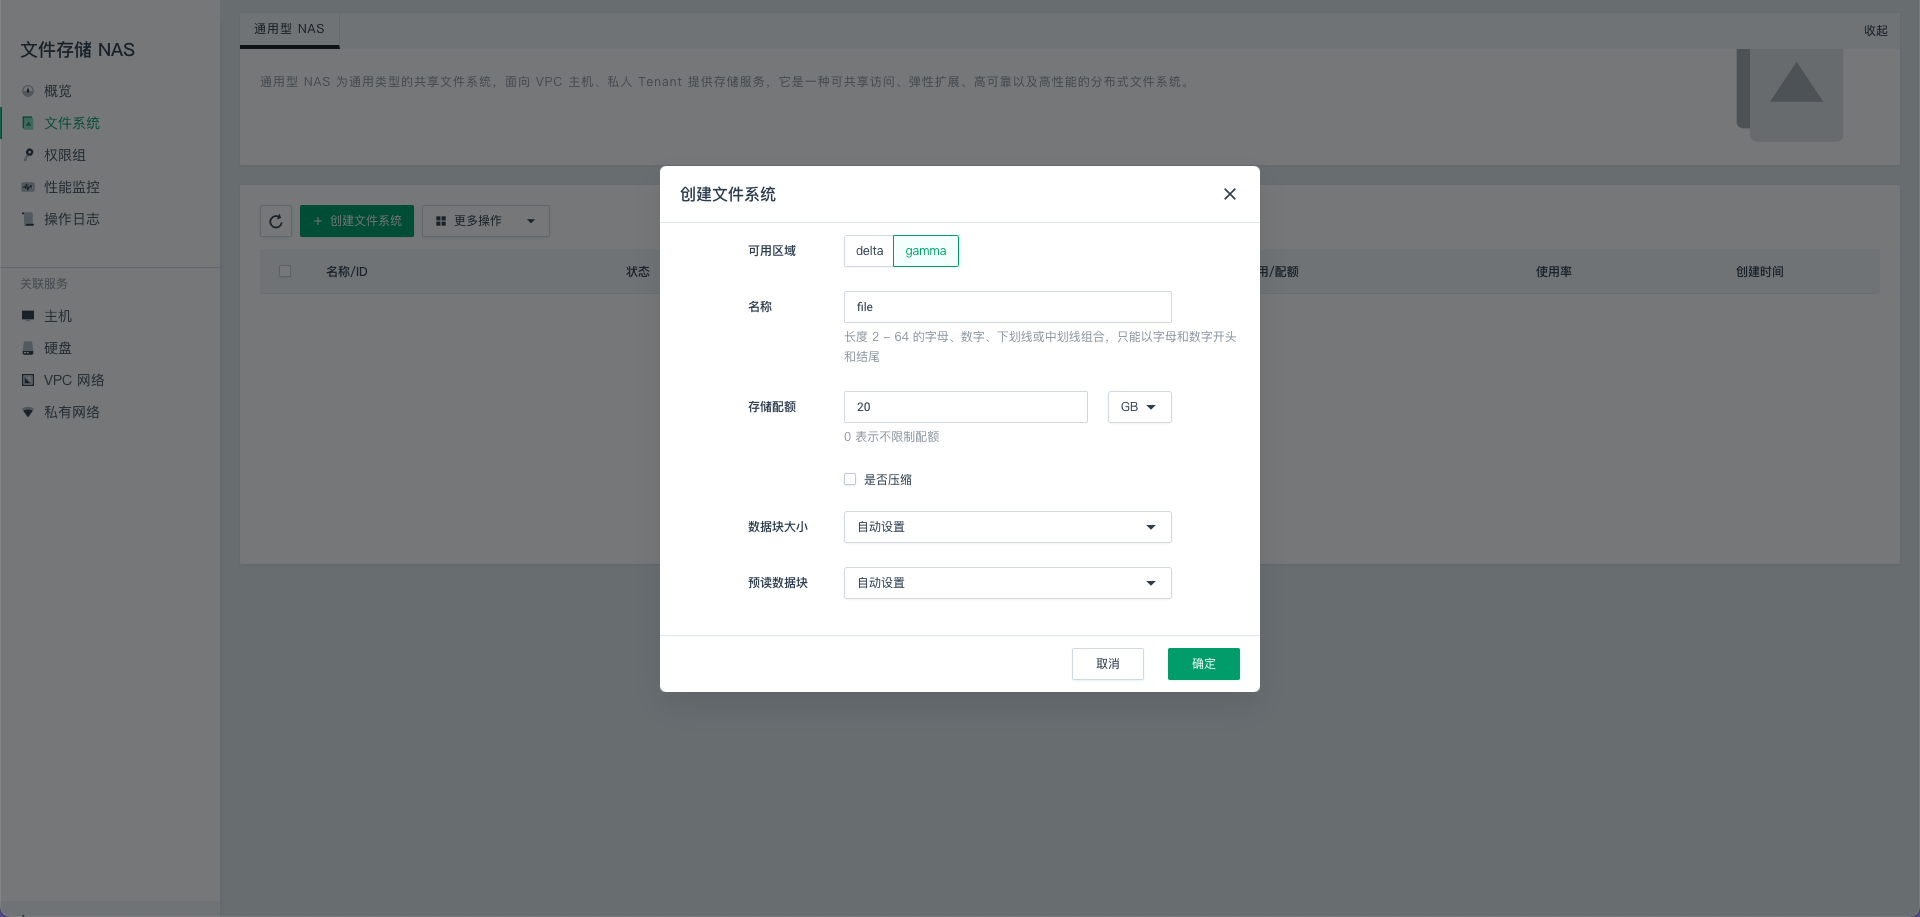 文件存储 NAS
概览
文件系统
权限组
性能监控
操作日志
关联服务
主机
硬盘
VPC 网络
私有网络
通用型 NAS
收起
通用型 NAS 为通用类型的共享文件系统，面向 VPC 主机、私人 Tenant 提供存储服务，它是一种可共享访问、弹性扩展、高可靠以及高性能的分布式文件系统。
+ 创建文件系统
更多操作
名称/ID
状态
用/配额
使用率
创建时间
创建文件系统
可用区域
delta
gamma
名称
file
长度 2 - 64 的字母、数字、下划线或中划线组合，只能以字母和数字开头
和结尾
存储配额
20
GB
0 表示不限制配额
是否压缩
数据块大小
自动设置
预读数据块
自动设置
取消
确定